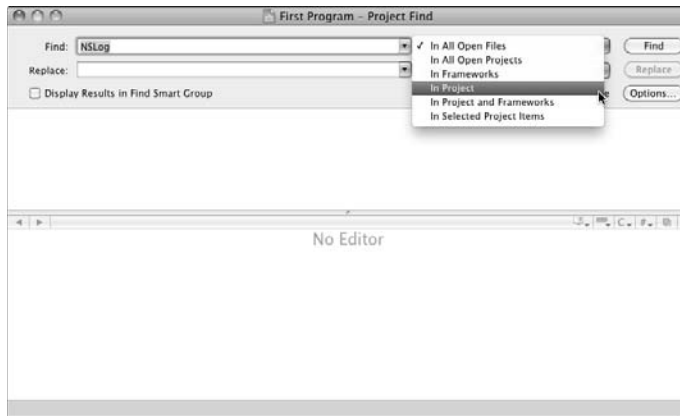 First Program – Project Find
Find: NSLog ✓ In All Open Files Find
In All Open Projects
Replace: In Frameworks Replace
In Project
Display Results in Find Smart Group Options...
In Project and Frameworks
In Selected Project Items
C #
No Editor